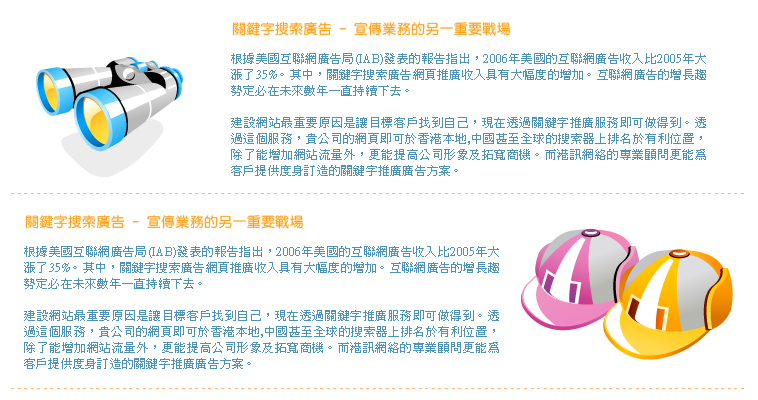 關鍵字搜索廣告 - 宣傳業務的另一重要戰場
根據美國互聯網廣告局(IAB)發表的報告指出，2006年美國的互聯網廣告收入比2005年大
漲了35%。其中，關鍵字搜索廣告網頁推廣收入具有大幅度的增加。互聯網廣告的增長趨
勢定必在未來數年一直持續下去。
建設網站最重要原因是讓目標客戶找到自己，現在透過關鍵字推廣服務即可做得到。透
過這個服務，貴公司的網頁即可於香港本地,中國甚至全球的搜索器上排名於有利位置，
除了能增加網站流量外，更能提高公司形象及拓寬商機。而港訊網絡的專業顧問更能爲
客戶提供度身訂造的關鍵字推廣廣告方案。
關鍵字搜索廣告 - 宣傳業務的另一重要戰場
根據美國互聯網廣告局(IAB)發表的報告指出，2006年美國的互聯網廣告收入比2005年大
漲了35%。其中，關鍵字搜索廣告網頁推廣收入具有大幅度的增加。互聯網廣告的增長趨
勢定必在未來數年一直持續下去。
建設網站最重要原因是讓目標客戶找到自己，現在透過關鍵字推廣服務即可做得到。透
過這個服務，貴公司的網頁即可於香港本地,中國甚至全球的搜索器上排名於有利位置，
除了能增加網站流量外，更能提高公司形象及拓寬商機。而港訊網絡的專業顧問更能爲
客戶提供度身訂造的關鍵字推廣廣告方案。